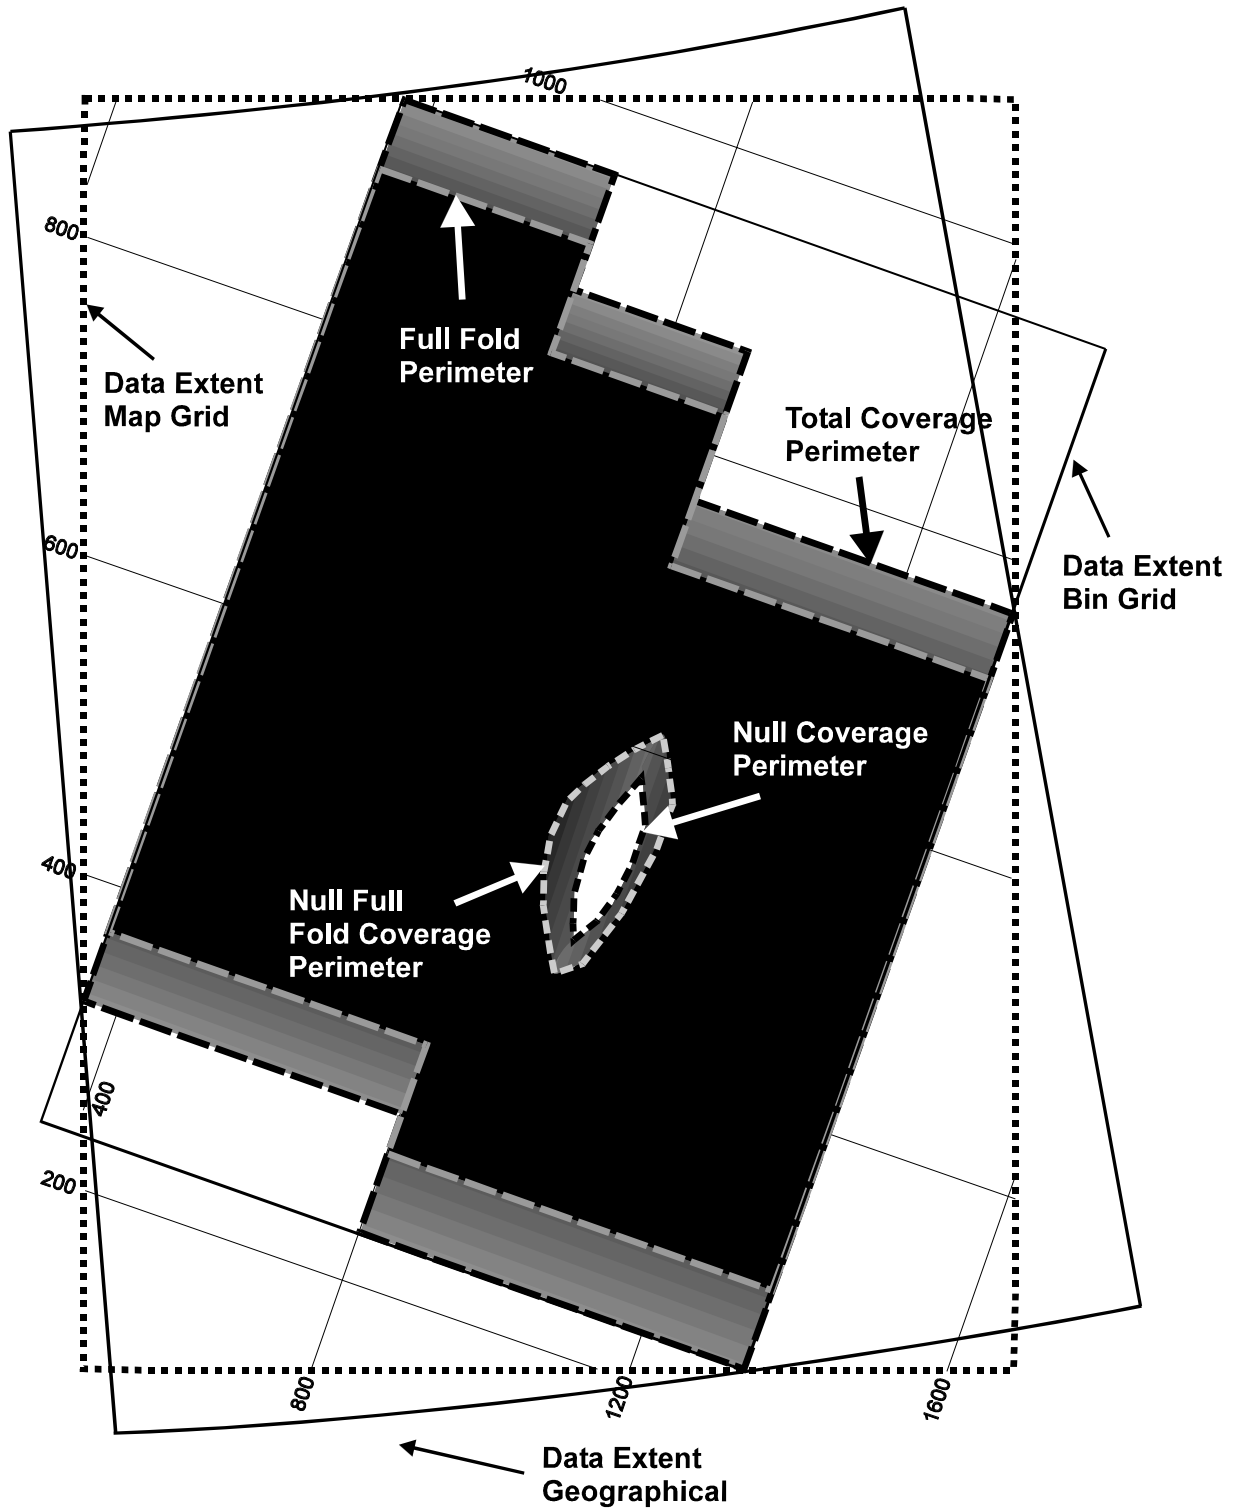 1000
800
Full Fold
Perimeter
Data Extent
Map Grid
Total Coverage
Perimeter
600
Data Extent
Bin Grid
Null Coverage
Perimeter
400
Null Full
Fold Coverage
Perimeter
400
200
800
1200
1600
Data Extent
Geographical